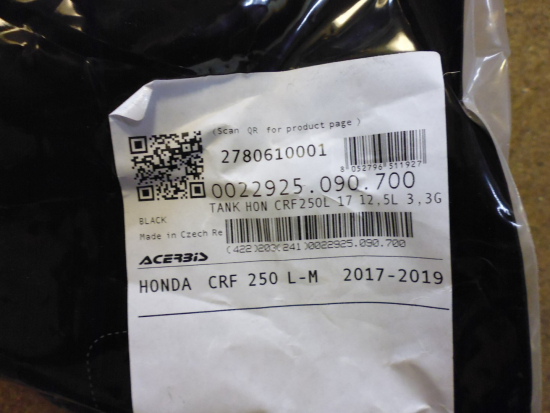 (Scan QR for product page )
2780610001
8 052796 511927
0022925.090.700
TANK HON CRF250L 17 12,5L 3,3G
BLACK
Made in Czech Re
(422)203(241)0022925.090.700
ACERBIS
HONDA CRF 250 L-M 2017-2019